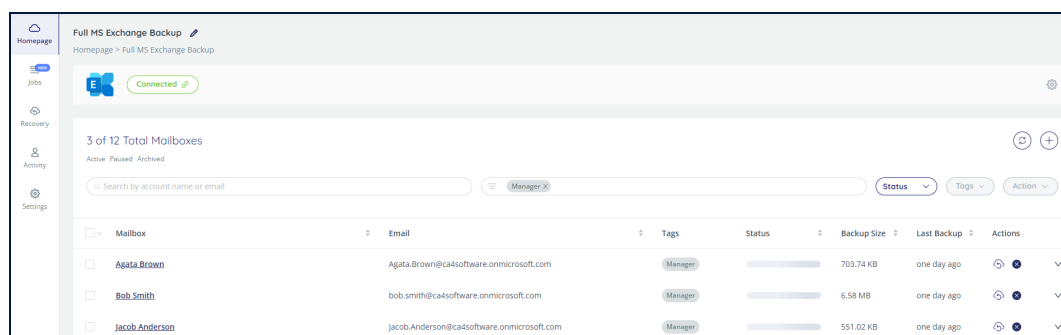 Homepage
Full MS Exchange Backup
Homepage > Full MS Exchange Backup
NEW
Jobs
E
Connected
Recovery
3 of 12 Total Mailboxes
Activity
Active Paused Archived
Search by account name or email
Manager X
Status
Tags
Action
Settings
Mailbox Email Tags Status Backup Size Last Backup Actions
Agata Brown Agata.Brown@ca4software.onmicrosoft.com Manager 703.74 KB one day ago
Bob Smith bob.smith@ca4software.onmicrosoft.com Manager 6.58 MB one day ago
Jacob Anderson Jacob.Anderson@ca4software.onmicrosoft.com Manager 551.02 KB one day ago